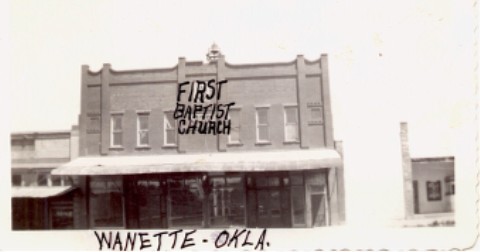 FIRST
BAPTIST
CHURCH
WANETTE - OKLA.